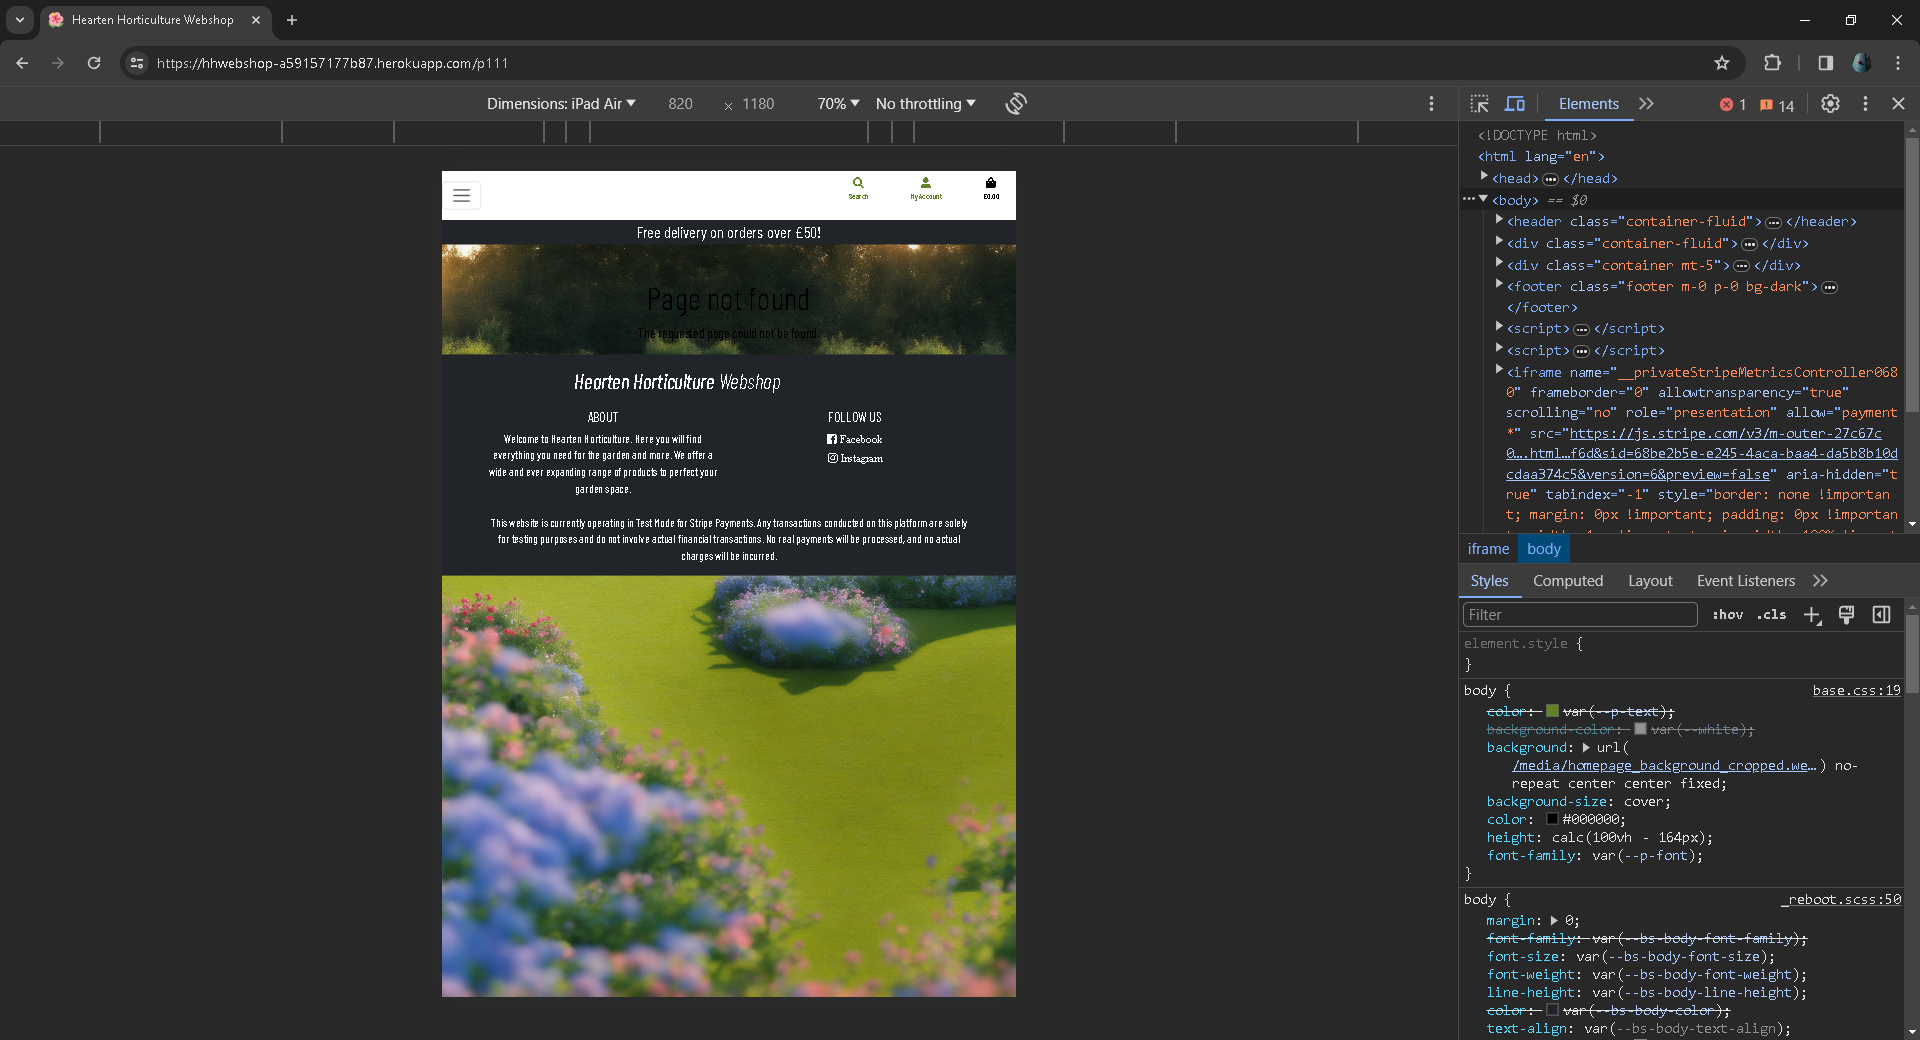 Hearten Horticulture Webshop
https://hhwebshop-a59157177b87.herokuapp.com/p111
Dimensions: iPad Air 820 × 1180 70% No throttling
Elements 1 14
Search My Account £0.00
Free delivery on orders over £50!
Page not found
The requested page could not be found.
Hearten Horticulture Webshop
ABOUT
Welcome to Hearten Horticulture. Here you will find
everything you need for the garden and more. We offer a
wide and ever expanding range of products to perfect your
garden space.
FOLLOW US
Facebook
Instagram
This website is currently operating in Test Mode for Stripe Payments. Any transactions conducted on this platform are solely
for testing purposes and do not involve actual financial transactions. No real payments will be processed, and no actual
charges will be incurred.
<!DOCTYPE html>
<html lang="en">
<head> … </head>
… <body> == $0
<header class="container-fluid"> … </header>
<div class="container-fluid"> … </div>
<div class="container mt-5"> … </div>
<footer class="footer m-0 p-0 bg-dark"> …
</footer>
<script> … </script>
<script> … </script>
<iframe name="__privateStripeMetricsController068
0" frameborder="0" allowtransparency="true"
scrolling="no" role="presentation" allow="payment
*" src="https://js.stripe.com/v3/m-outer-27c67c
0….html…f6d&sid=68be2b5e-e245-4aca-baa4-da5b8b10d
cdaa374c5&version=6&preview=false" aria-hidden="t
rue" tabindex="-1" style="border: none !importan
t; margin: 0px !important; padding: 0px !importan
iframe body
Styles Computed Layout Event Listeners
Filter :hov .cls
element.style {
}
body { base.css:19
color: var(--p-text);
background-color: var(--white);
background: url(
/media/homepage_background_cropped.we…) no-
repeat center center fixed;
background-size: cover;
color: #000000;
height: calc(100vh - 164px);
font-family: var(--p-font);
}
body { _reboot.scss:50
margin: 0;
font-family: var(--bs-body-font-family);
font-size: var(--bs-body-font-size);
font-weight: var(--bs-body-font-weight);
line-height: var(--bs-body-line-height);
color: var(--bs-body-color);
text-align: var(--bs-body-text-align);